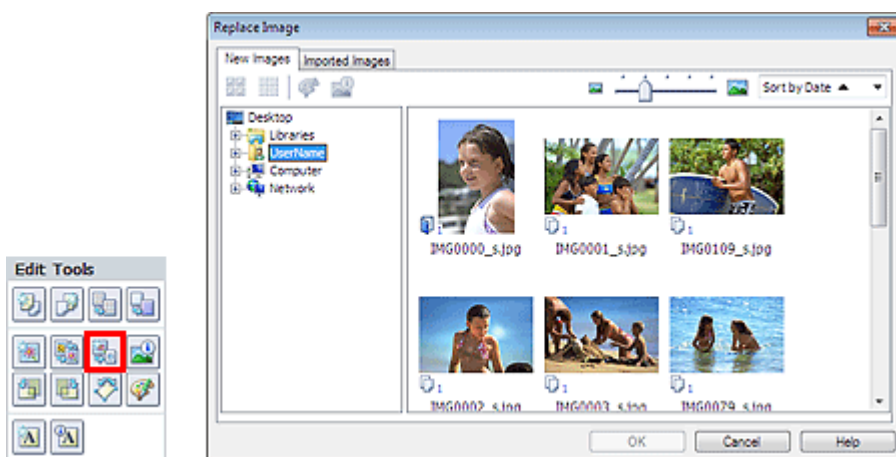 Replace Image
New Images Imported Images
Sort by Date
Desktop
Libraries
UserName
Computer
Network
1 1 1
IMG0000_s.jpg IMG0001_s.jpg IMG0109_s.jpg
Edit Tools
1 1 1
IMG0002_s.jpg IMG0003_s.jpg IMG0079_s.jpg
A A
OK Cancel Help